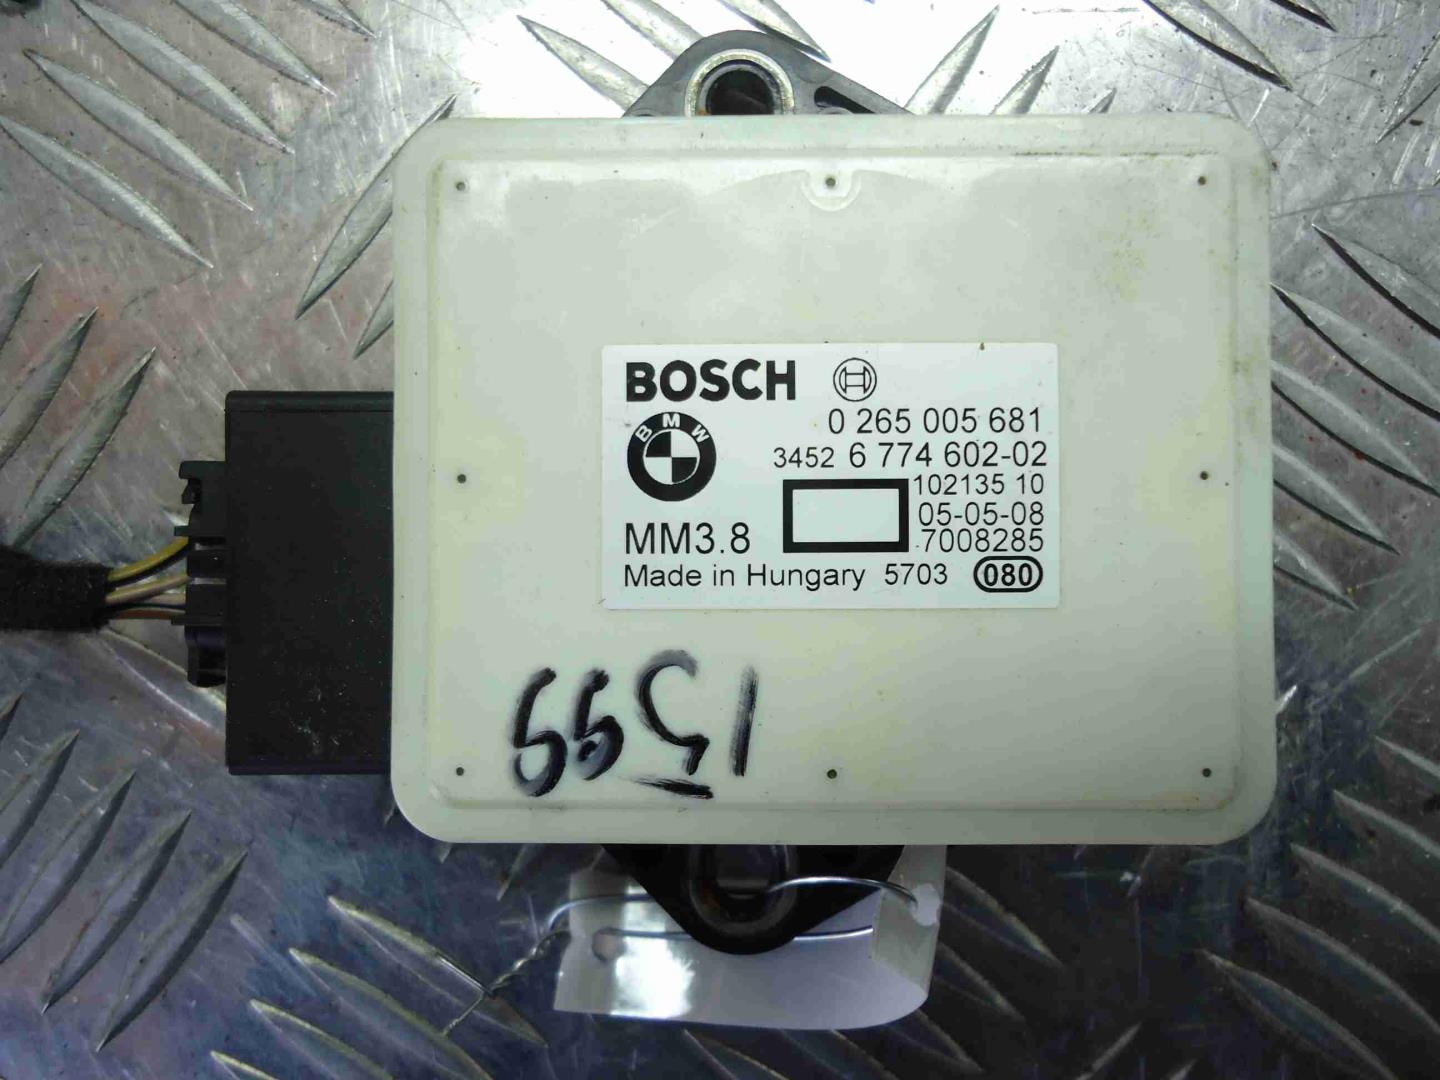 BOSCH
0 265 005 681
BMW
3452 6 774 602-02
102135 10
05-05-08
MM3.8
7008285
Made in Hungary 5703 080
1599